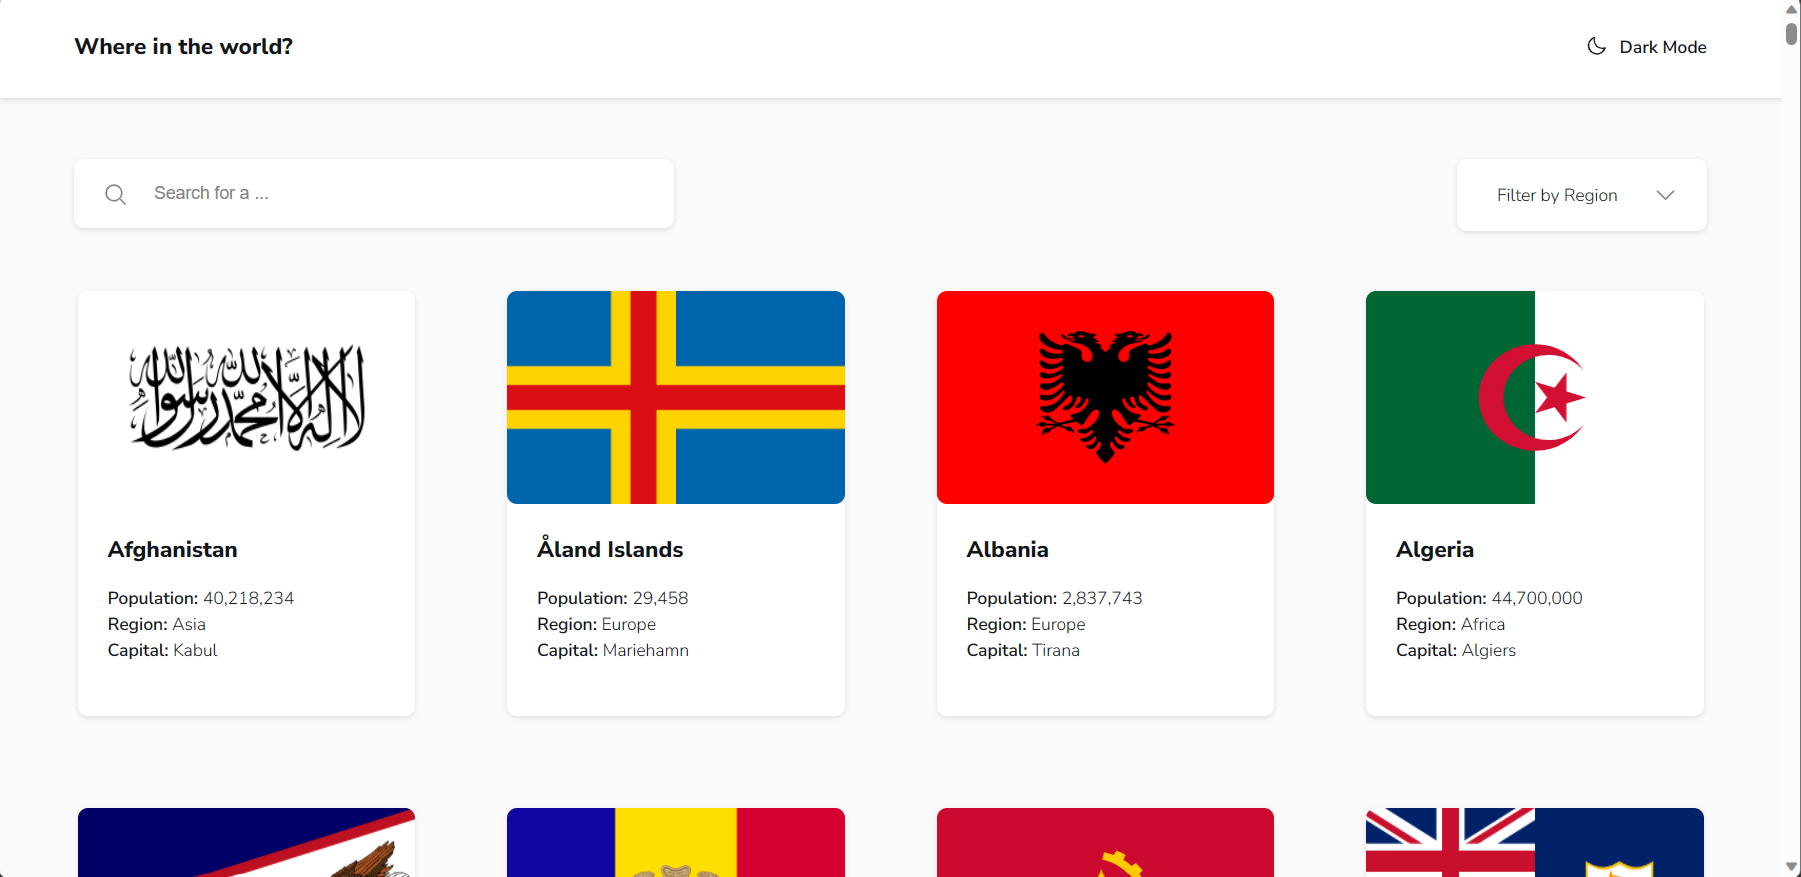 Where in the world?
Dark Mode
Search for a ...
Filter by Region
لا إله إلا الله محمد رسول الله
Afghanistan
Population: 40,218,234
Region: Asia
Capital: Kabul
Åland Islands
Population: 29,458
Region: Europe
Capital: Mariehamn
Albania
Population: 2,837,743
Region: Europe
Capital: Tirana
Algeria
Population: 44,700,000
Region: Africa
Capital: Algiers